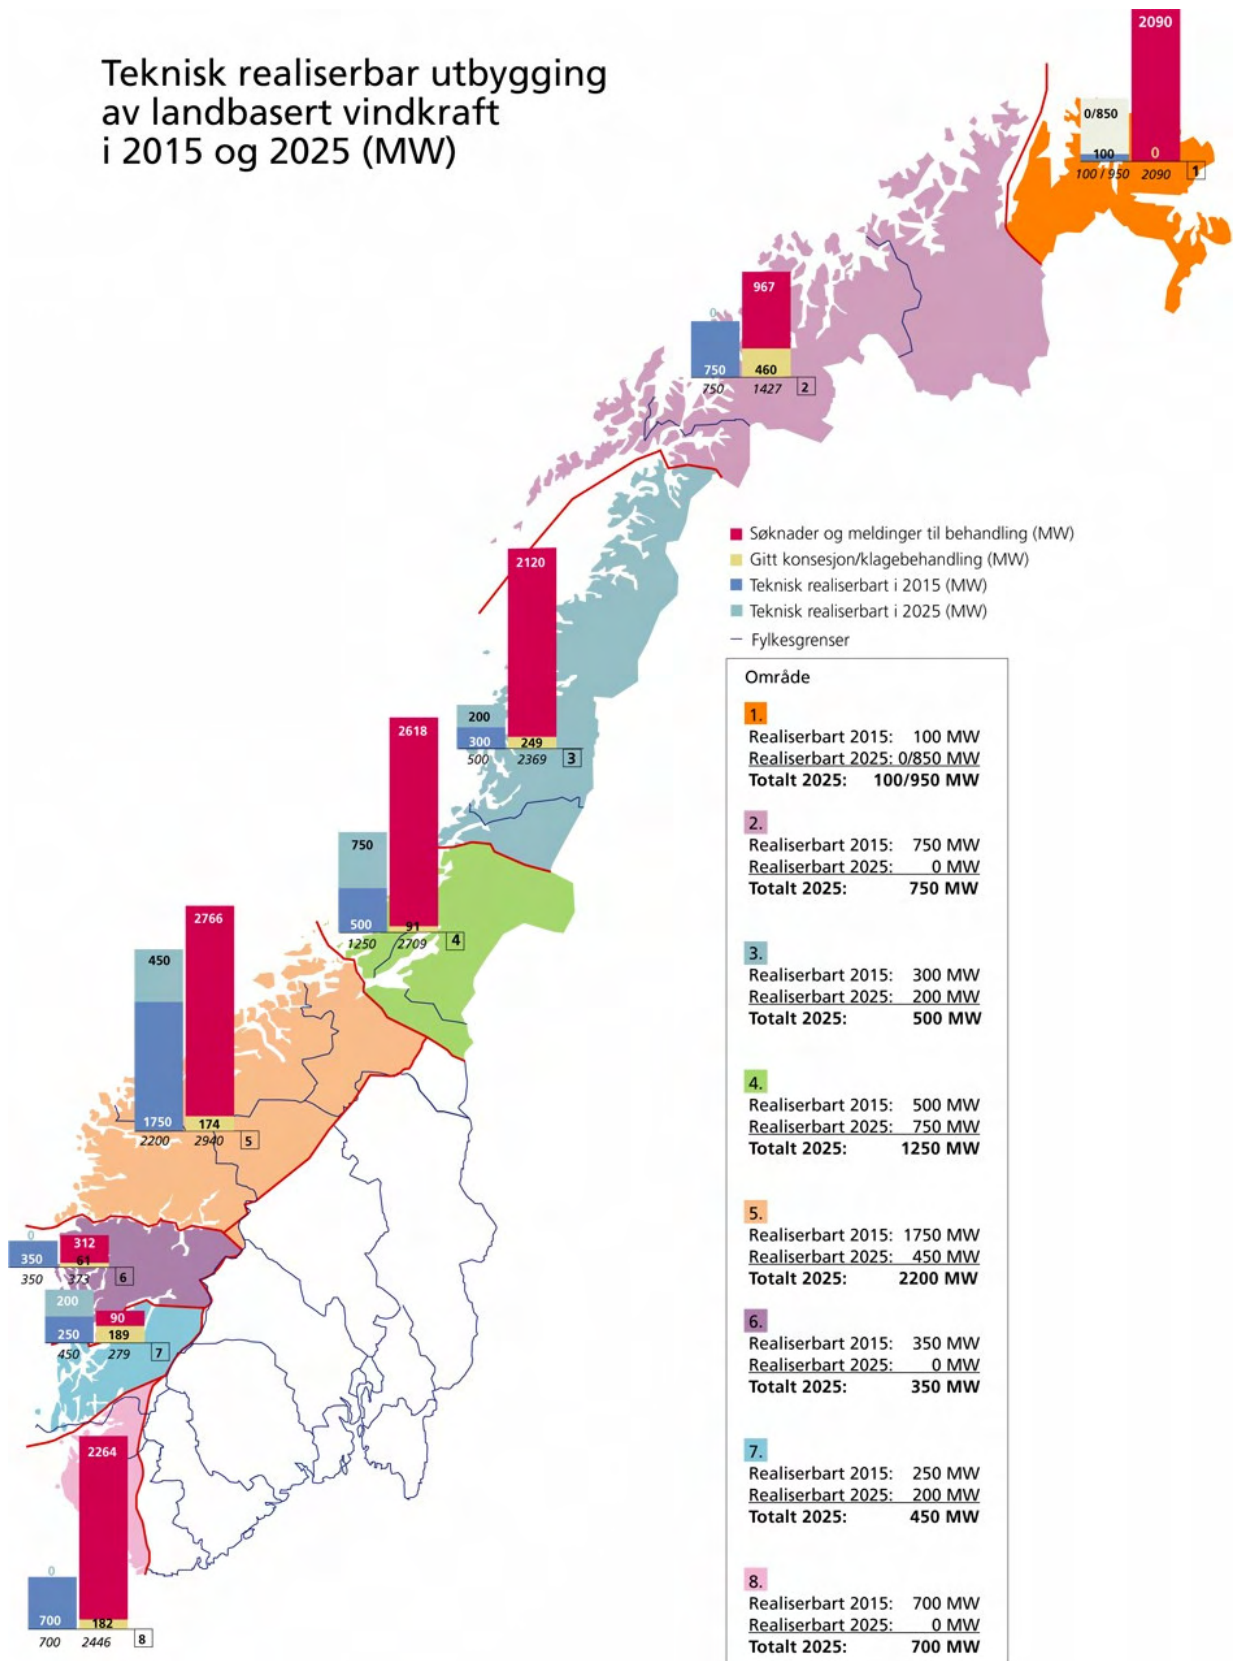 Teknisk realiserbar utbygging
av landbasert vindkraft
i 2015 og 2025 (MW)
2090
0/850
100
0
100 / 950
2090
1
967
0
750
460
750
1427
2
Søknader og meldinger til behandling (MW)
Gitt konsesjon/klagebehandling (MW)
Teknisk realiserbart i 2015 (MW)
Teknisk realiserbart i 2025 (MW)
Fylkesgrenser
2120
200
300
249
500
2369
3
2618
750
500
91
1250
2709
4
2766
450
1750
174
2200
2940
5
0
312
350
61
350
373
6
200
90
250
189
450
279
7
2264
0
700
182
700
2446
8
Område
1.
Realiserbart 2015: 100 MW
Realiserbart 2025: 0/850 MW
Totalt 2025: 100/950 MW
2.
Realiserbart 2015: 750 MW
Realiserbart 2025: 0 MW
Totalt 2025: 750 MW
3.
Realiserbart 2015: 300 MW
Realiserbart 2025: 200 MW
Totalt 2025: 500 MW
4.
Realiserbart 2015: 500 MW
Realiserbart 2025: 750 MW
Totalt 2025: 1250 MW
5.
Realiserbart 2015: 1750 MW
Realiserbart 2025: 450 MW
Totalt 2025: 2200 MW
6.
Realiserbart 2015: 350 MW
Realiserbart 2025: 0 MW
Totalt 2025: 350 MW
7.
Realiserbart 2015: 250 MW
Realiserbart 2025: 200 MW
Totalt 2025: 450 MW
8.
Realiserbart 2015: 700 MW
Realiserbart 2025: 0 MW
Totalt 2025: 700 MW